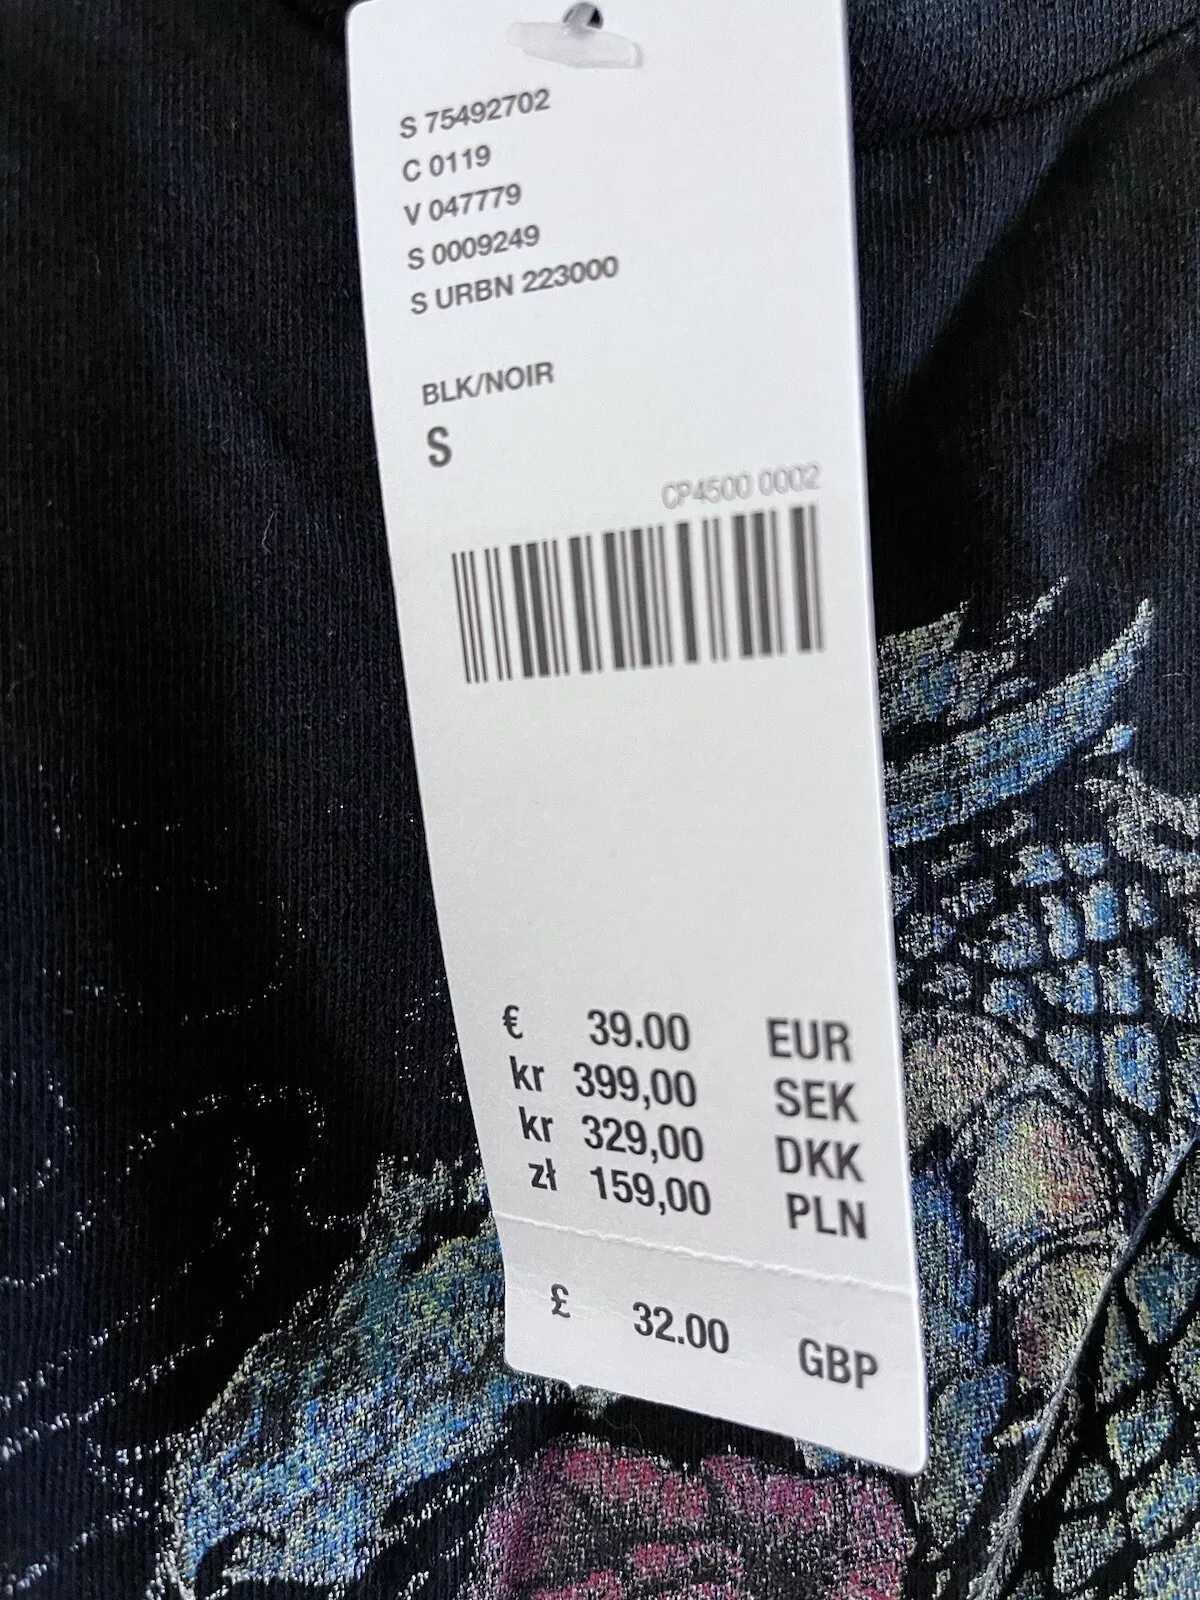 S 75492702
C 0119
V 047779
S 0009249
S URBN 223000
BLK/NOIR
S
CP4500 0002
€ 39.00 EUR
kr 399,00 SEK
kr 329,00 DKK
zł 159,00 PLN
£ 32.00 GBP